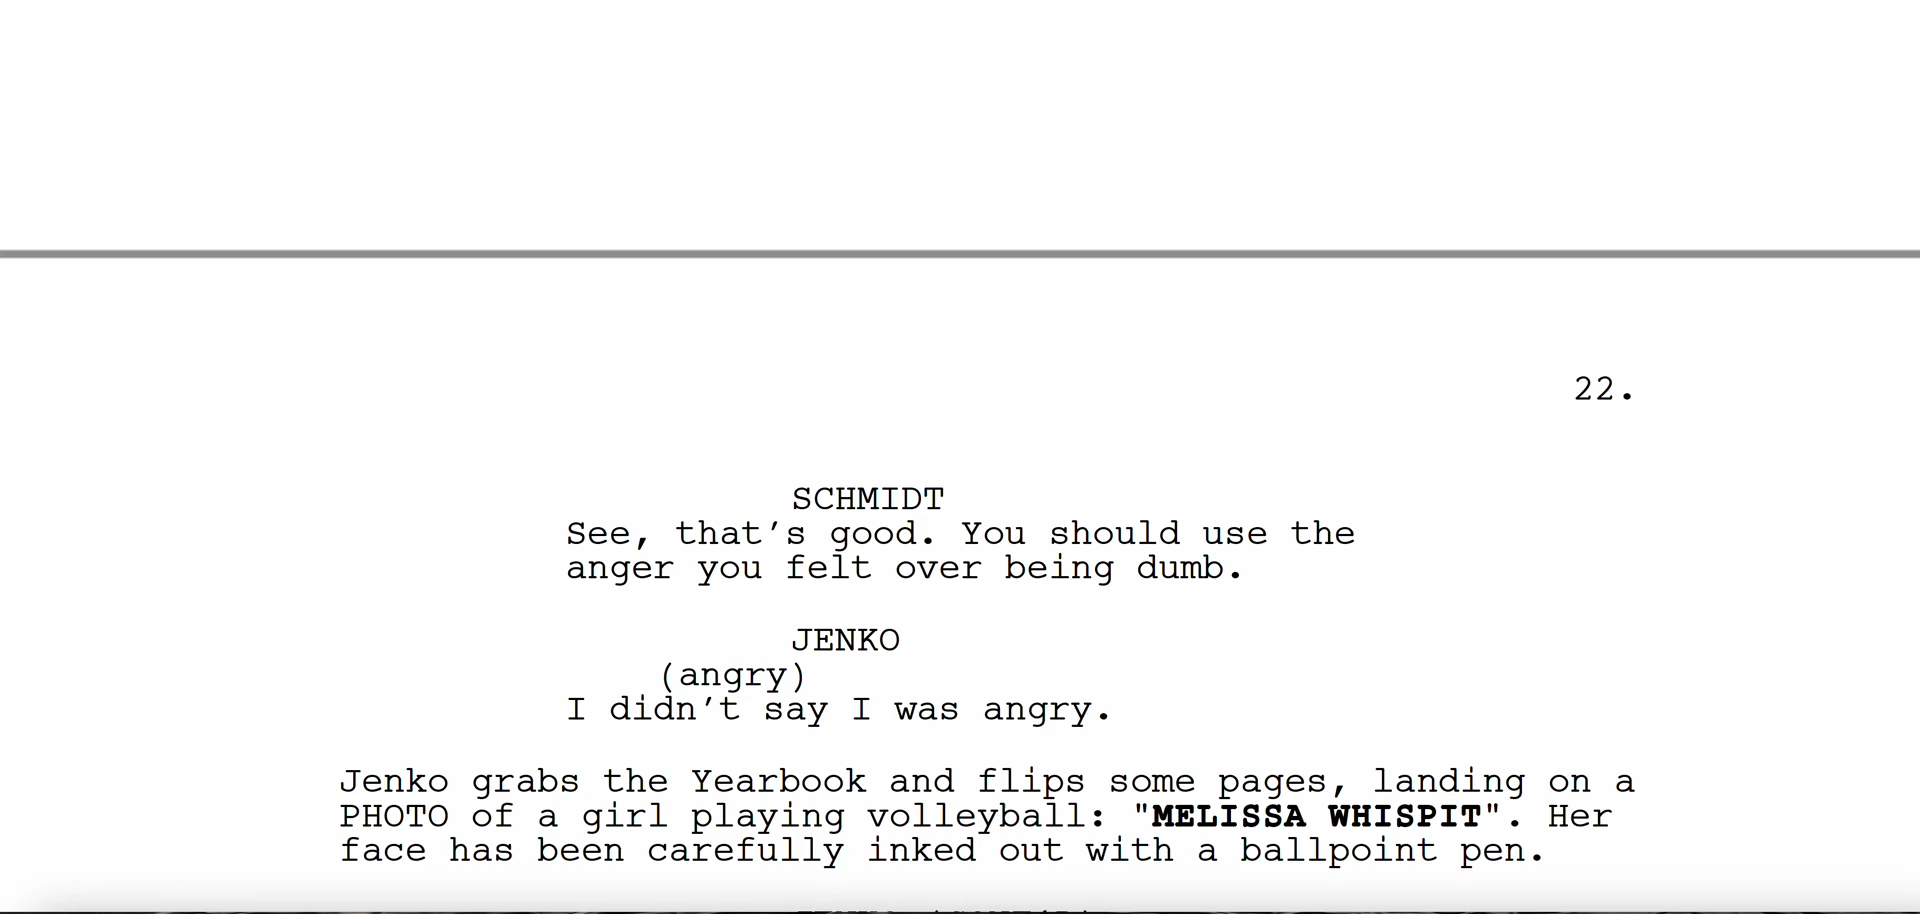 22.
SCHMIDT
See, that's good. You should use the
anger you felt over being dumb.
JENKO
(angry)
I didn't say I was angry.
Jenko grabs the Yearbook and flips some pages, landing on a
PHOTO of a girl playing volleyball: "MELISSA WHISPIT". Her
face has been carefully inked out with a ballpoint pen.